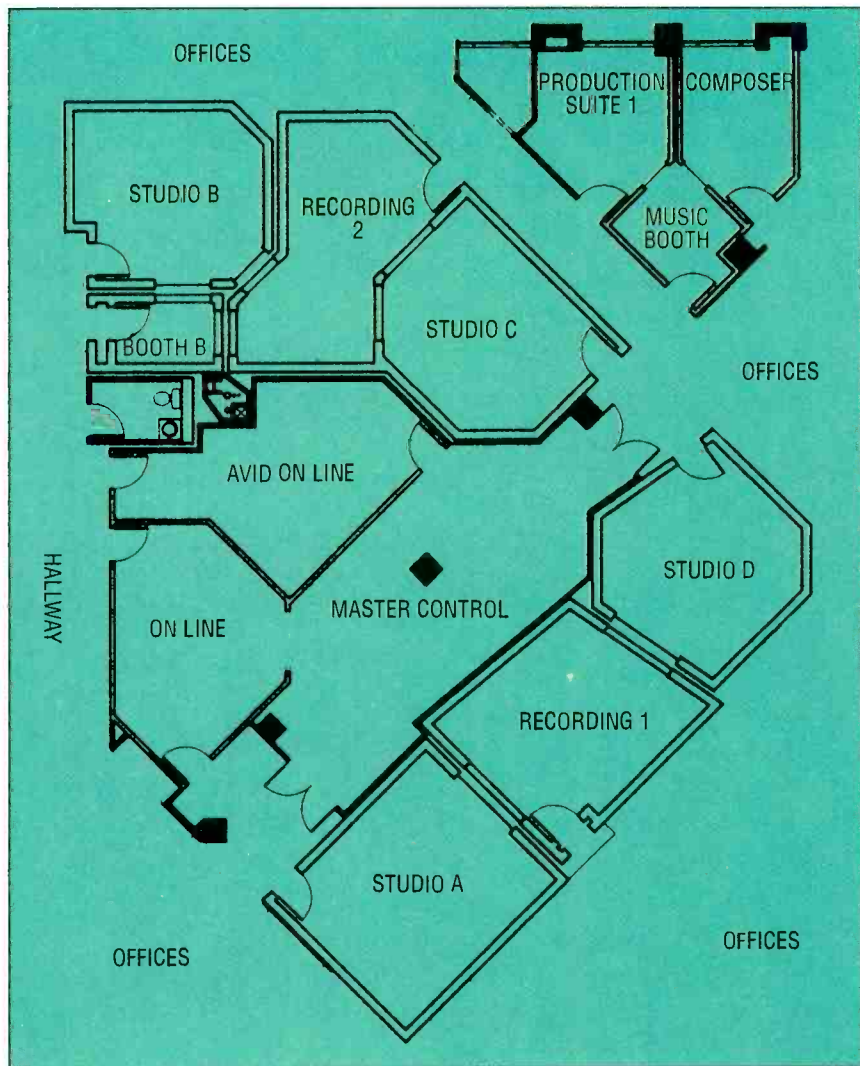 OFFICES
PRODUCTION
SUITE 1
COMPOSER
STUDIO B
RECORDING
2
MUSIC
BOOTH
STUDIO C
BOOTH B
OFFICES
AVID ON LINE
HALLWAY
STUDIO D
MASTER CONTROL
ON LINE
RECORDING 1
STUDIO A
OFFICES
OFFICES